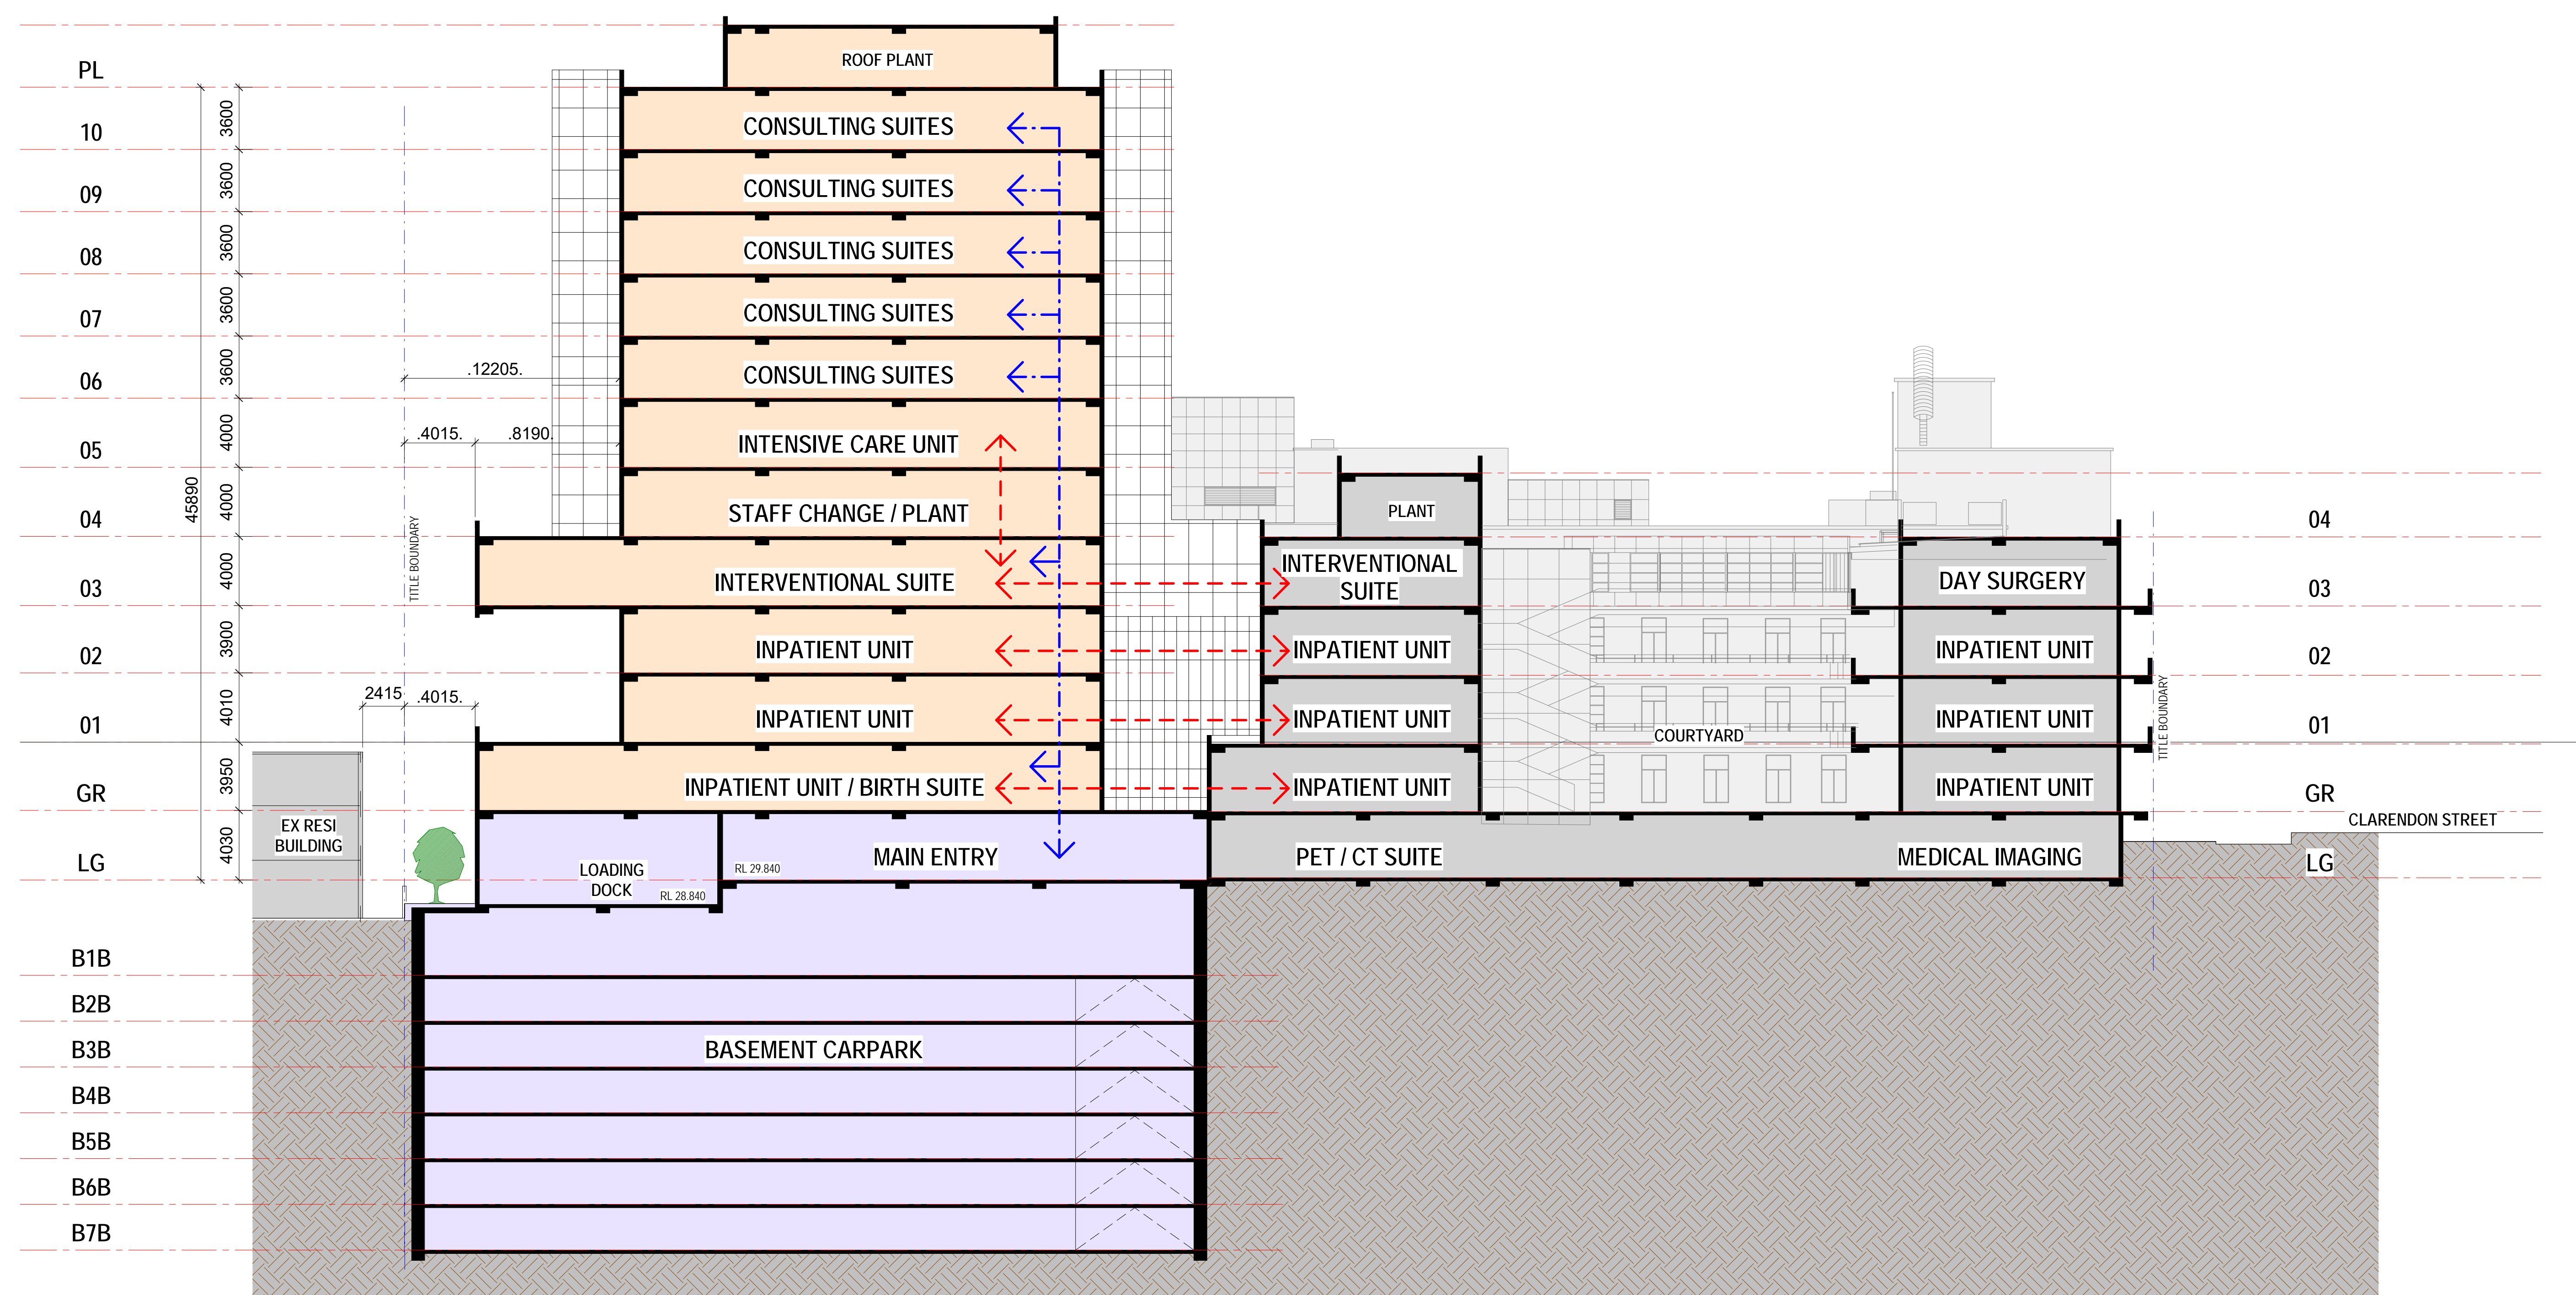 ROOF PLANT
PL
3600
10
CONSULTING SUITES
3600
09
CONSULTING SUITES
3600
08
CONSULTING SUITES
3600
07
CONSULTING SUITES
3600
06
.12205.
CONSULTING SUITES
4000
05
.4015.
.8190.
INTENSIVE CARE UNIT
45890
4000
04
STAFF CHANGE / PLANT
PLANT
04
TITLE BOUNDARY
4000
03
INTERVENTIONAL SUITE
INTERVENTIONAL
SUITE
DAY SURGERY
03
3900
02
INPATIENT UNIT
INPATIENT UNIT
INPATIENT UNIT
02
2415
.4015.
4010
01
INPATIENT UNIT
INPATIENT UNIT
COURTYARD
INPATIENT UNIT
TITLE BOUNDARY
01
3950
GR
INPATIENT UNIT / BIRTH SUITE
INPATIENT UNIT
INPATIENT UNIT
GR
CLARENDON STREET
EX RESI
BUILDING
4030
LG
LOADING
DOCK
RL 28.840
RL 29.840
MAIN ENTRY
PET / CT SUITE
MEDICAL IMAGING
LG
B1B
B2B
B3B
BASEMENT CARPARK
B4B
B5B
B6B
B7B